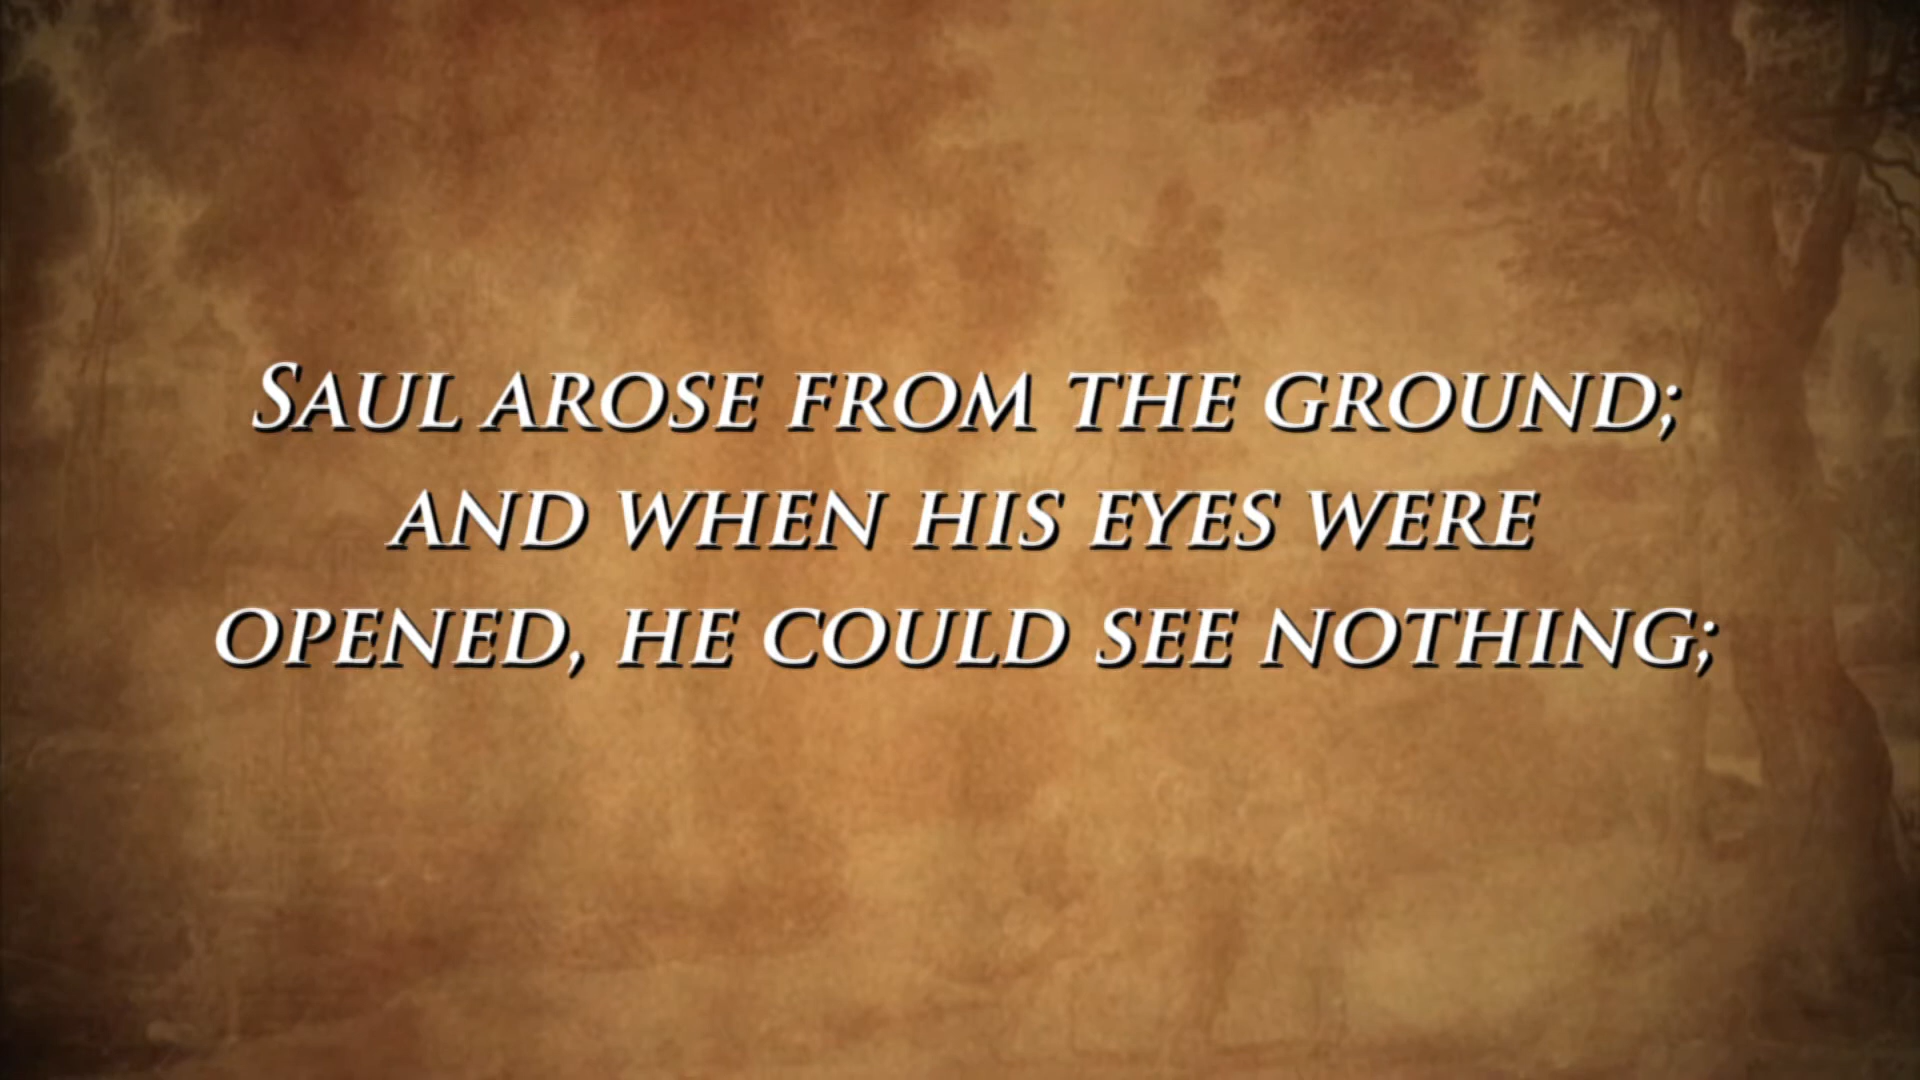 Saul arose from the ground;
and when his eyes were
opened, he could see nothing;